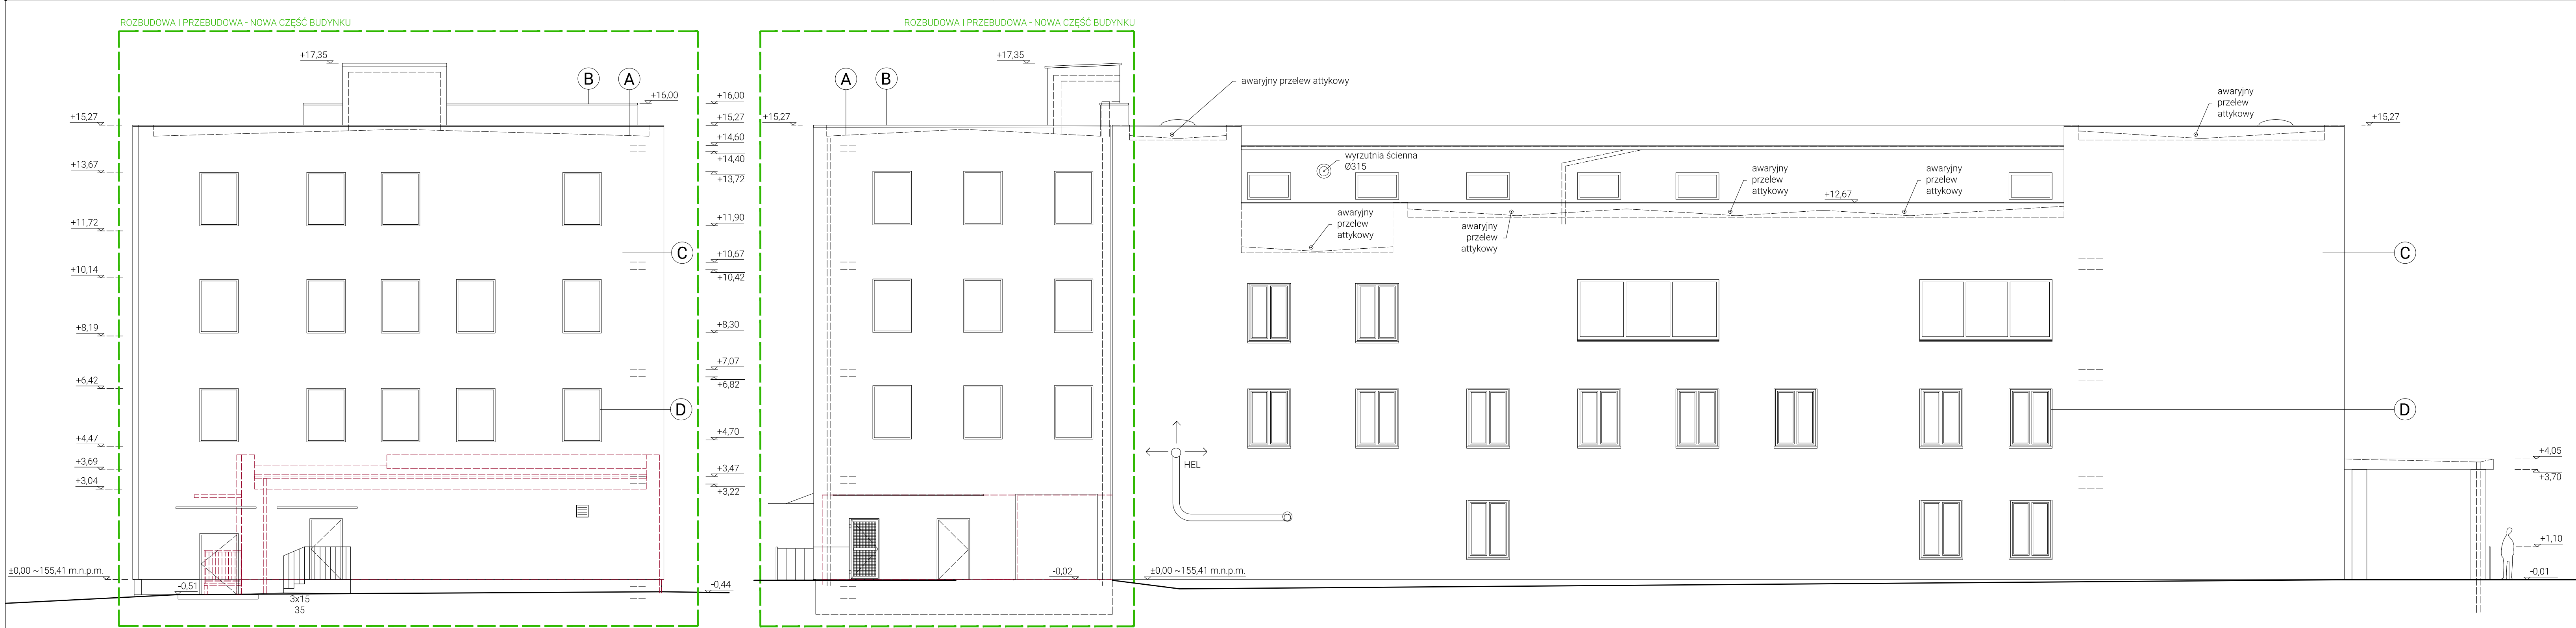 ROZBUDOWA I PRZEBUDOWA - NOWA CZĘŚĆ BUDYNKU
+17,35
B
A
+16,00
+15,27
+13,67
+11,72
+10,14
+8,19
+6,42
+4,47
+3,69
+3,04
±0,00 ~155,41 m.n.p.m.
C
D
-0,51
3x15
35
-0,44
+16,00
+15,27
+14,60
+14,40
+13,72
+11,90
+10,67
+10,42
+8,30
+7,07
+6,82
+4,70
+3,47
+3,22
ROZBUDOWA I PRZEBUDOWA - NOWA CZĘŚĆ BUDYNKU
+15,27
A
B
+17,35
-0,02
awaryjny przelew attykowy
wyrzutnia ścienna
Ø315
awaryjny
przelew
attykowy
awaryjny
przelew
attykowy
awaryjny
przelew
attykowy
+12,67
awaryjny
przelew
attykowy
awaryjny
przelew
attykowy
+15,27
C
D
HEL
±0,00 ~155,41 m.n.p.m.
+4,05
+3,70
+1,10
-0,01